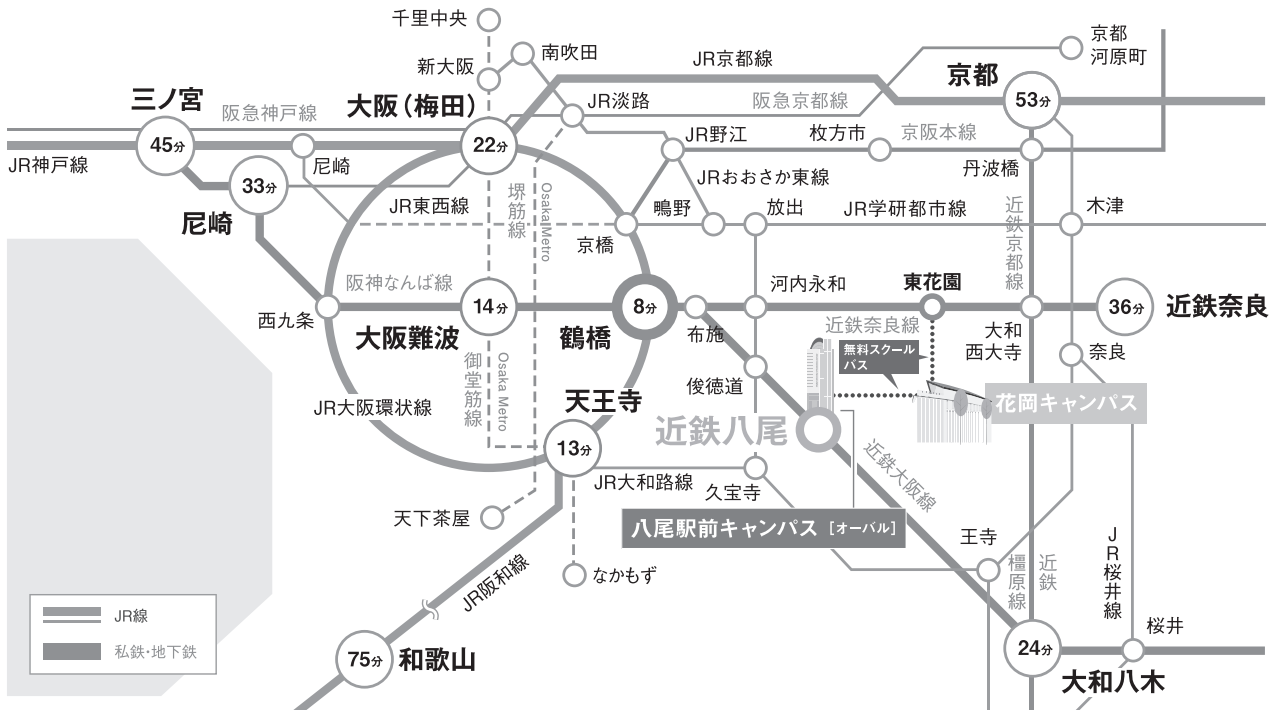 千里中央
南吹田
新大阪
京都
河原町
JR京都線
京都
53分
三ノ宮
45分
阪急神戸線
大阪（梅田）
22分
JR淡路
阪急京都線
JR神戸線
尼崎
33分
尼崎
JR野江
枚方市
京阪本線
丹波橋
JRおおさか東線
JR東西線
堺筋線
Osaka Metro
京橋
鴫野
放出
JR学研都市線
近鉄京都線
木津
阪神なんば線
西九条
14分
大阪難波
8分
鶴橋
布施
河内永和
東花園
36分
近鉄奈良
近鉄奈良線
大和
西大寺
奈良
無料スクール
バス
俊徳道
御堂筋線
Osaka Metro
JR大阪環状線
天王寺
13分
近鉄八尾
花岡キャンパス
近鉄大阪線
JR大和路線
久宝寺
天下茶屋
八尾駅前キャンパス［オーバル］
王寺
近鉄
橿原線
JR桜井線
なかもず
JR阪和線
JR線
私鉄・地下鉄
75分
和歌山
24分
大和八木
桜井